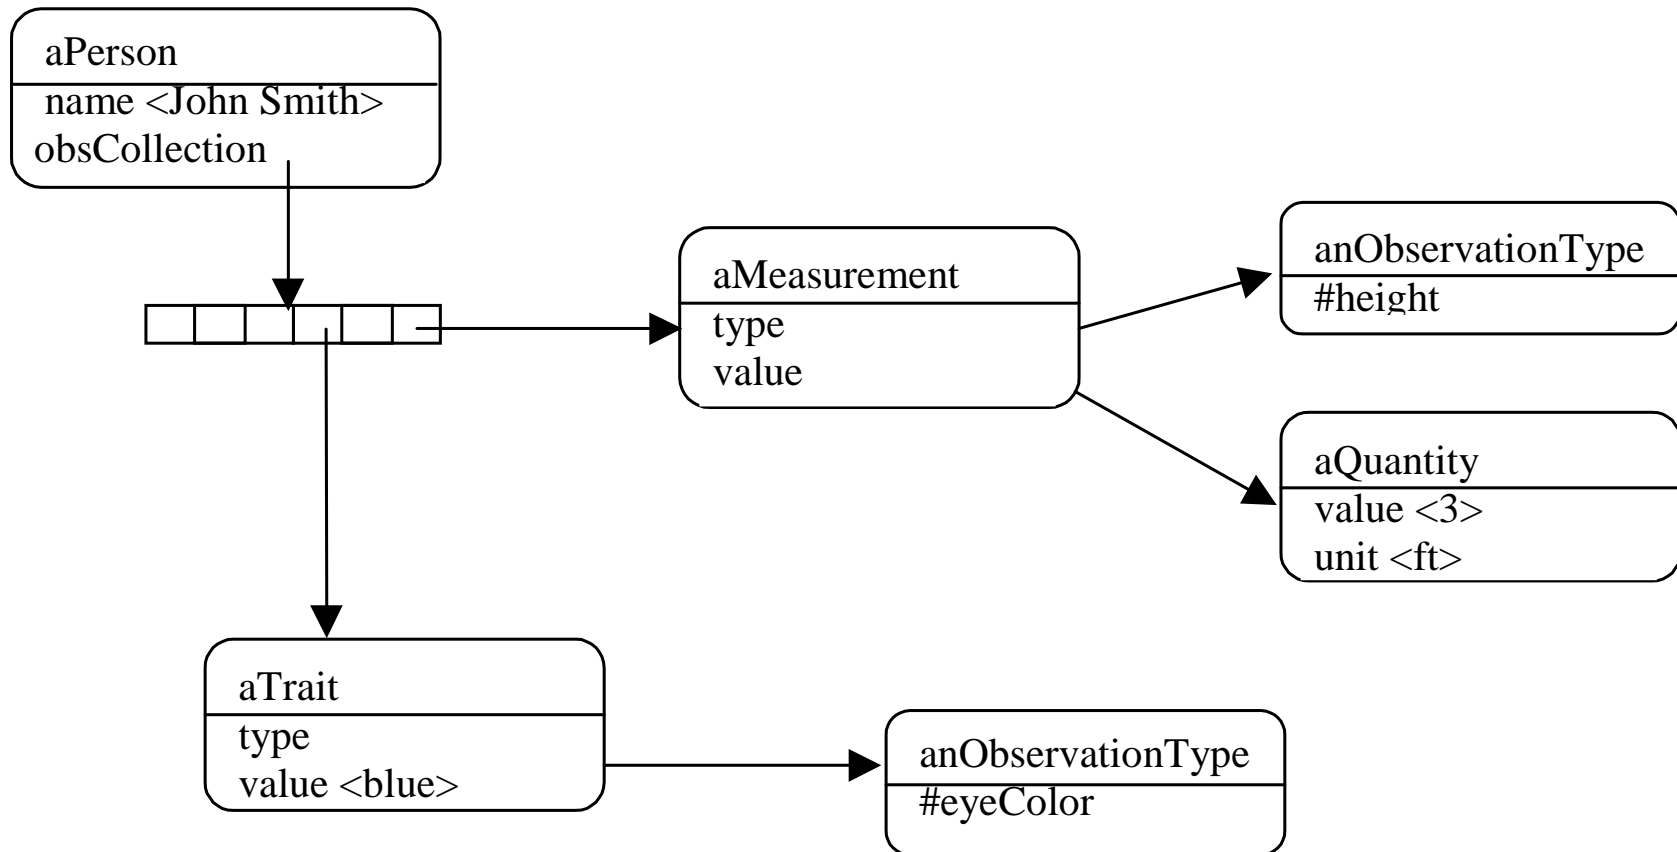 aPerson
name <John Smith>
obsCollection
aMeasurement
type
value
anObservationType
#height
aQuantity
value <3>
unit <ft>
aTrait
type
value <blue>
anObservationType
#eyeColor